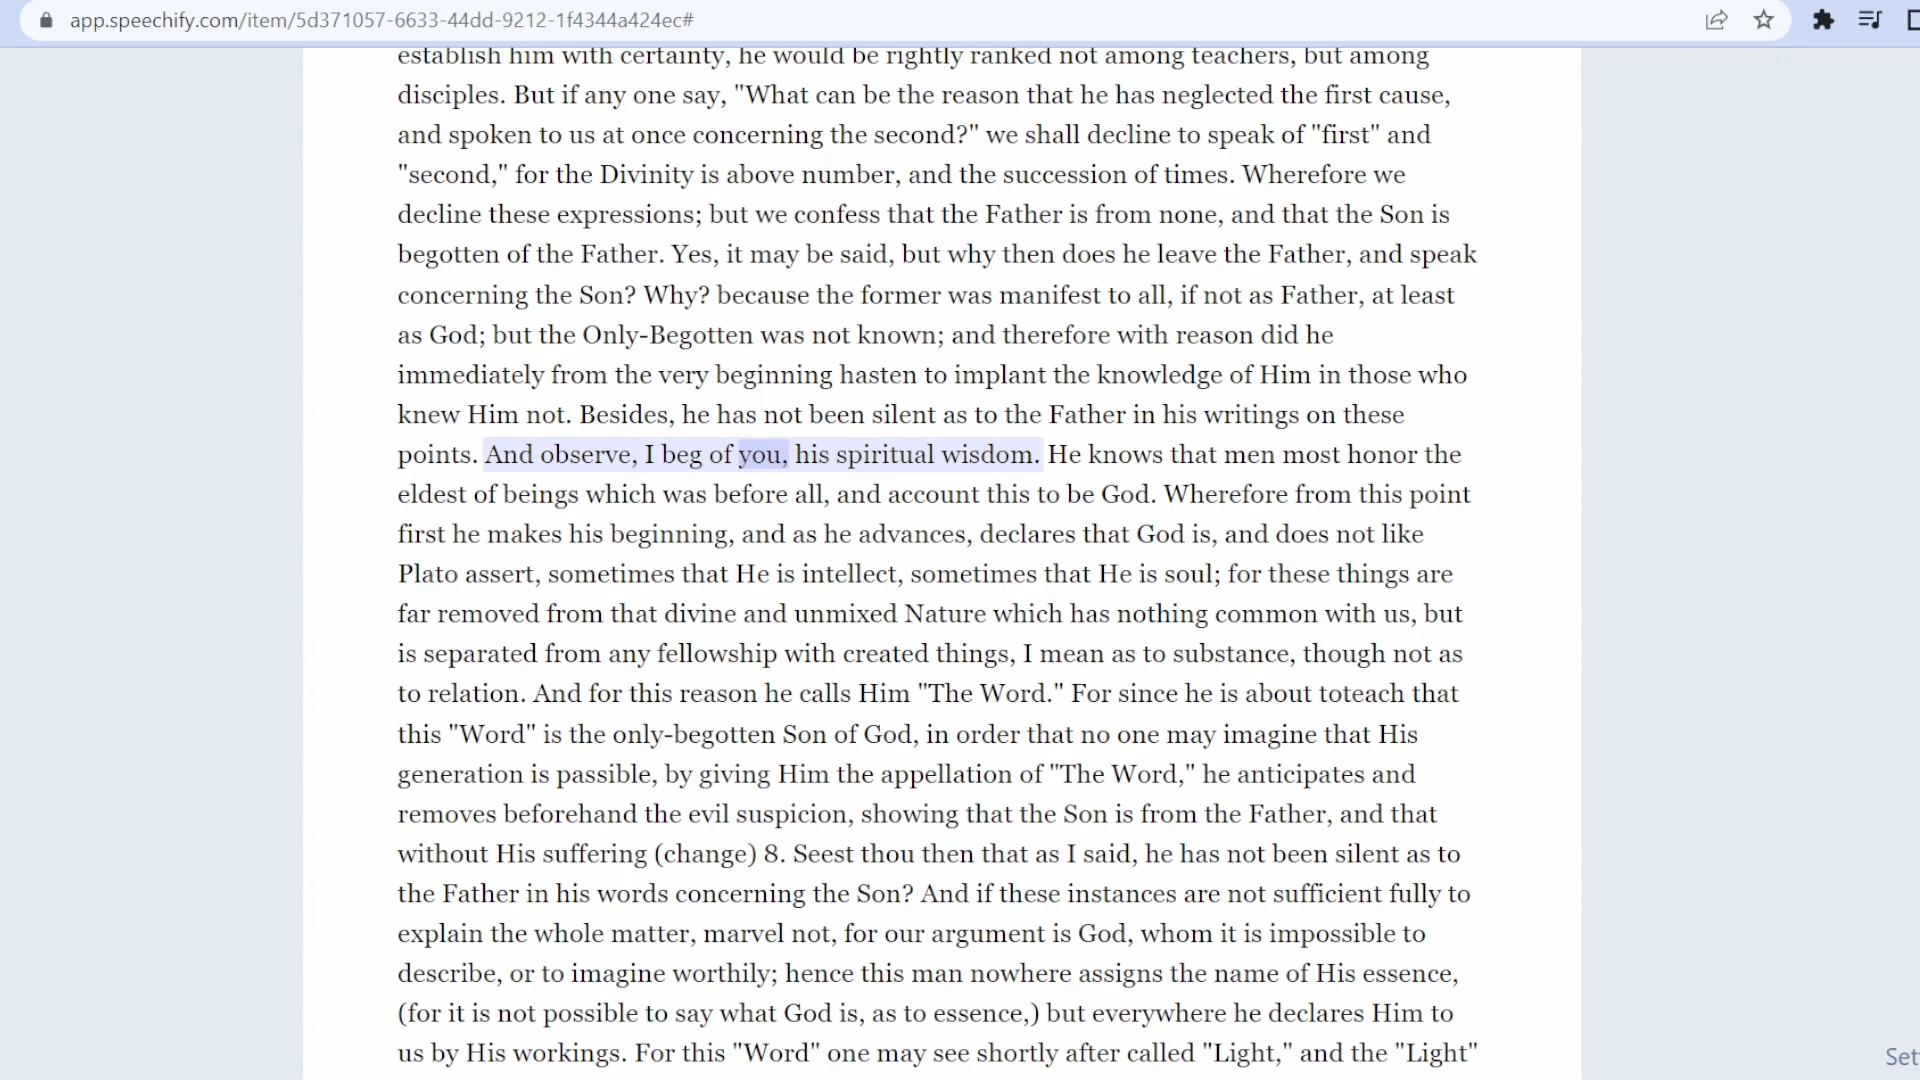 app.speechify.com/item/5d371057-6633-44dd-9212-1f4344a424ec#
establish him with certainty, he would be rightly ranked not among teachers, but among
disciples. But if any one say, "What can be the reason that he has neglected the first cause,
and spoken to us at once concerning the second?" we shall decline to speak of "first" and
"second," for the Divinity is above number, and the succession of times. Wherefore we
decline these expressions; but we confess that the Father is from none, and that the Son is
begotten of the Father. Yes, it may be said, but why then does he leave the Father, and speak
concerning the Son? Why? because the former was manifest to all, if not as Father, at least
as God; but the Only-Begotten was not known; and therefore with reason did he
immediately from the very beginning hasten to implant the knowledge of Him in those who
knew Him not. Besides, he has not been silent as to the Father in his writings on these
points. And observe, I beg of you, his spiritual wisdom. He knows that men most honor the
eldest of beings which was before all, and account this to be God. Wherefore from this point
first he makes his beginning, and as he advances, declares that God is, and does not like
Plato assert, sometimes that He is intellect, sometimes that He is soul; for these things are
far removed from that divine and unmixed Nature which has nothing common with us, but
is separated from any fellowship with created things, I mean as to substance, though not as
to relation. And for this reason he calls Him "The Word." For since he is about toteach that
this "Word" is the only-begotten Son of God, in order that no one may imagine that His
generation is passible, by giving Him the appellation of "The Word," he anticipates and
removes beforehand the evil suspicion, showing that the Son is from the Father, and that
without His suffering (change) 8. Seest thou then that as I said, he has not been silent as to
the Father in his words concerning the Son? And if these instances are not sufficient fully to
explain the whole matter, marvel not, for our argument is God, whom it is impossible to
describe, or to imagine worthily; hence this man nowhere assigns the name of His essence,
(for it is not possible to say what God is, as to essence,) but everywhere he declares Him to
us by His workings. For this "Word" one may see shortly after called "Light," and the "Light"
Set